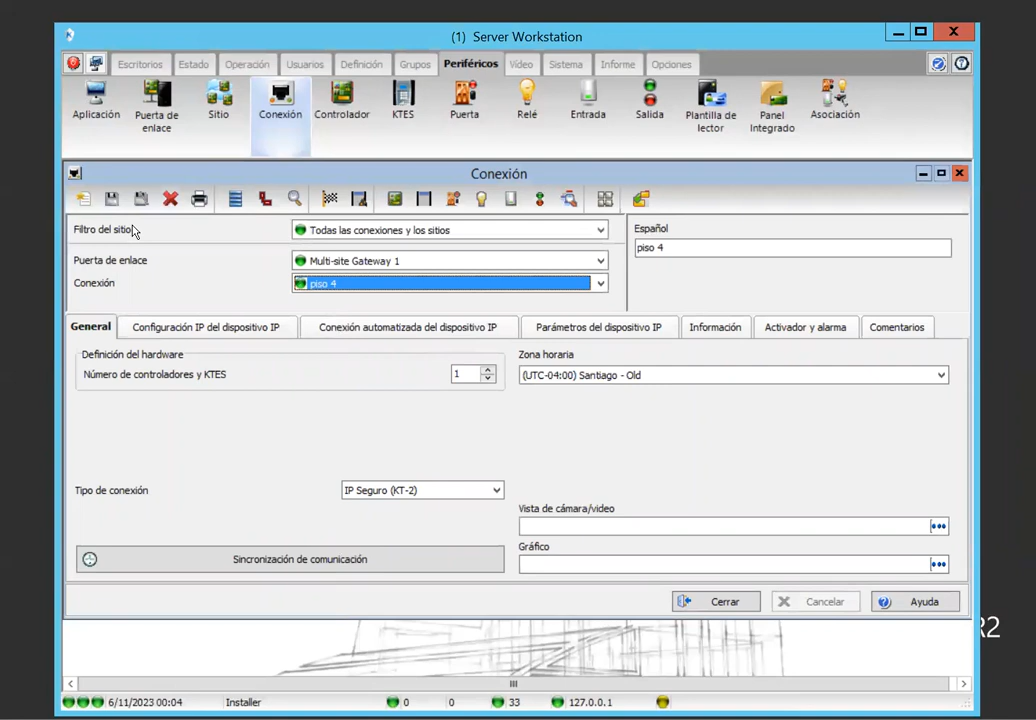 (1) Server Workstation
Escritorios Estado Operación Usuarios Definición Grupos Periféricos Vídeo Sistema Informe Opciones
Aplicación Puerta de enlace Sitio Conexión Controlador KTES Puerta Relé Entrada Salida Plantilla de lector Panel Integrado Asociación
Conexión
Filtro del sitio Todas las conexiones y los sitios
Español
piso 4
Puerta de enlace Multi-site Gateway 1
Conexión piso 4
General Configuración IP del dispositivo IP Conexión automatizada del dispositivo IP Parámetros del dispositivo IP Información Activador y alarma Comentarios
Definición del hardware
Número de controladores y KTES 1
Zona horaria
(UTC-04:00) Santiago - Old
Tipo de conexión IP Seguro (KT-2)
Vista de cámara/video
Gráfico
Sincronización de comunicación
Cerrar Cancelar Ayuda
R2
6/11/2023 00:04 Installer 0 0 33 127.0.0.1